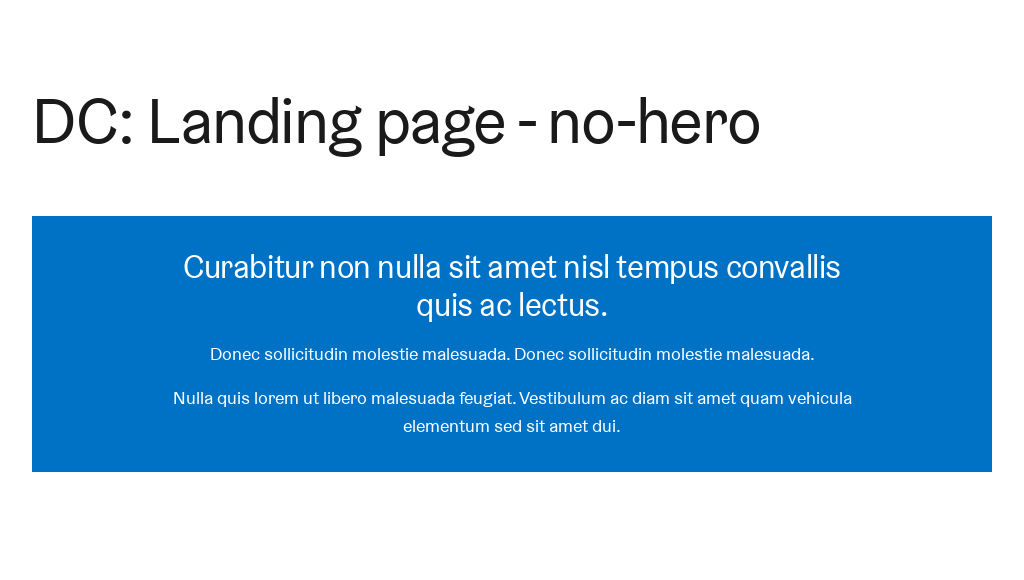 DC: Landing page - no-hero
Curabitur non nulla sit amet nisl tempus convallis
quis ac lectus.
Donec sollicitudin molestie malesuada. Donec sollicitudin molestie malesuada.
Nulla quis lorem ut libero malesuada feugiat. Vestibulum ac diam sit amet quam vehicula
elementum sed sit amet dui.